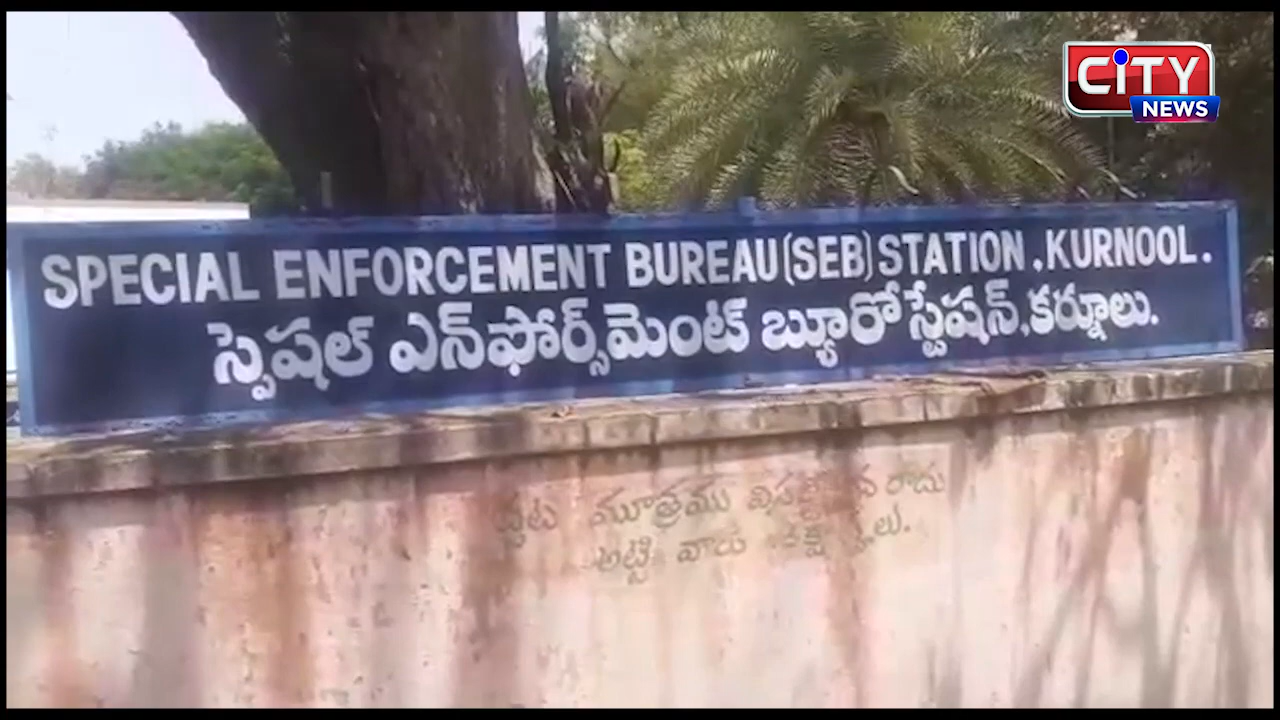 CITY
NEWS
SPECIAL ENFORCEMENT BUREAU (SEB) STATION, KURNOOL.
స్పెషల్ ఎన్‌ఫోర్స్‌మెంట్ బ్యూరో స్టేషన్, కర్నూలు.
మూత్రము రాదు
అట్టి వారు